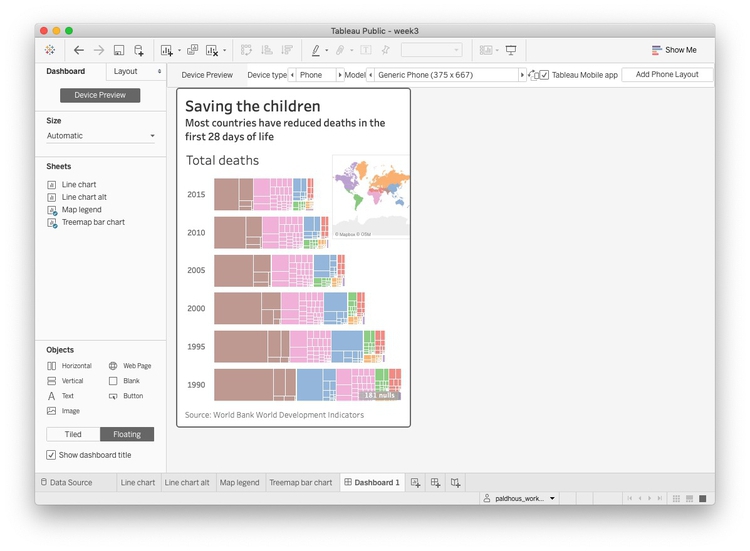 Tableau Public - week3
Show Me
Dashboard
Layout
Device Preview
Device type
Phone
Model
Generic Phone (375 x 667)
Tableau Mobile app
Add Phone Layout
Device Preview
Size
Automatic
Sheets
Line chart
Line chart alt
Map legend
Treemap bar chart
Objects
Horizontal
Web Page
Vertical
Blank
Text
Button
Image
Tiled
Floating
Show dashboard title
Saving the children
Most countries have reduced deaths in the
first 28 days of life
Total deaths
2015
2010
2005
2000
1995
1990
© Mapbox © OSM
181 nulls
Source: World Bank World Development Indicators
Data Source
Line chart
Line chart alt
Map legend
Treemap bar chart
Dashboard 1
paldhous_work...